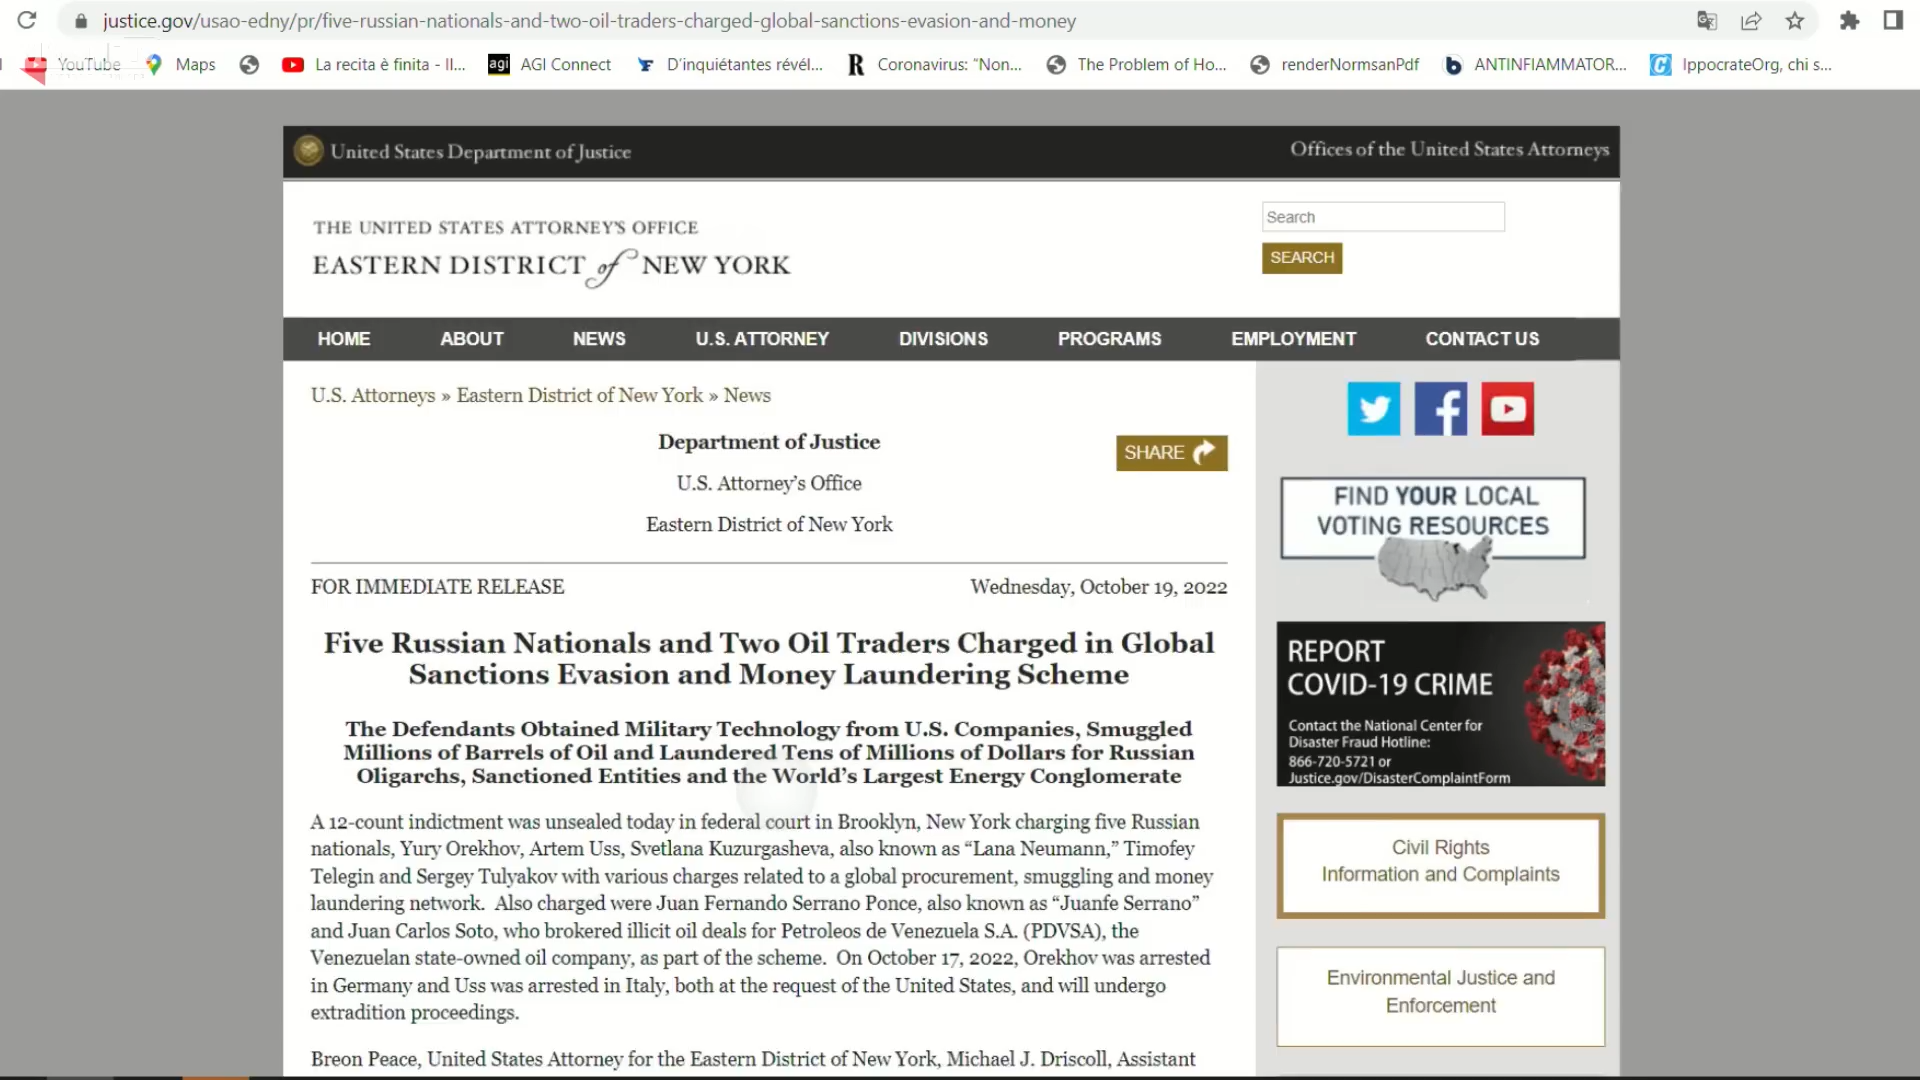 justice.gov/usao-edny/pr/five-russian-nationals-and-two-oil-traders-charged-global-sanctions-evasion-and-money
YouTube Maps La recita è finita - Il... agi AGI Connect D'inquiétantes révél... R Coronavirus: "Non... The Problem of Ho... renderNormsanPdf b ANTINFIAMMATOR... IppocrateOrg, chi s...
United States Department of Justice
Offices of the United States Attorneys
THE UNITED STATES ATTORNEY'S OFFICE
EASTERN DISTRICT of NEW YORK
Search
SEARCH
HOME ABOUT NEWS U.S. ATTORNEY DIVISIONS PROGRAMS EMPLOYMENT CONTACT US
U.S. Attorneys » Eastern District of New York » News
Department of Justice
SHARE
U.S. Attorney's Office
Eastern District of New York
FOR IMMEDIATE RELEASE
Wednesday, October 19, 2022
Five Russian Nationals and Two Oil Traders Charged in Global
Sanctions Evasion and Money Laundering Scheme
The Defendants Obtained Military Technology from U.S. Companies, Smuggled
Millions of Barrels of Oil and Laundered Tens of Millions of Dollars for Russian
Oligarchs, Sanctioned Entities and the World's Largest Energy Conglomerate
A 12-count indictment was unsealed today in federal court in Brooklyn, New York charging five Russian
nationals, Yury Orekhov, Artem Uss, Svetlana Kuzurgasheva, also known as "Lana Neumann," Timofey
Telegin and Sergey Tulyakov with various charges related to a global procurement, smuggling and money
laundering network. Also charged were Juan Fernando Serrano Ponce, also known as "Juanfe Serrano"
and Juan Carlos Soto, who brokered illicit oil deals for Petroleos de Venezuela S.A. (PDVSA), the
Venezuelan state-owned oil company, as part of the scheme. On October 17, 2022, Orekhov was arrested
in Germany and Uss was arrested in Italy, both at the request of the United States, and will undergo
extradition proceedings.
Breon Peace, United States Attorney for the Eastern District of New York, Michael J. Driscoll, Assistant
FIND YOUR LOCAL
VOTING RESOURCES
REPORT
COVID-19 CRIME
Contact the National Center for
Disaster Fraud Hotline:
866-720-5721 or
Justice.gov/DisasterComplaintForm
Civil Rights
Information and Complaints
Environmental Justice and
Enforcement